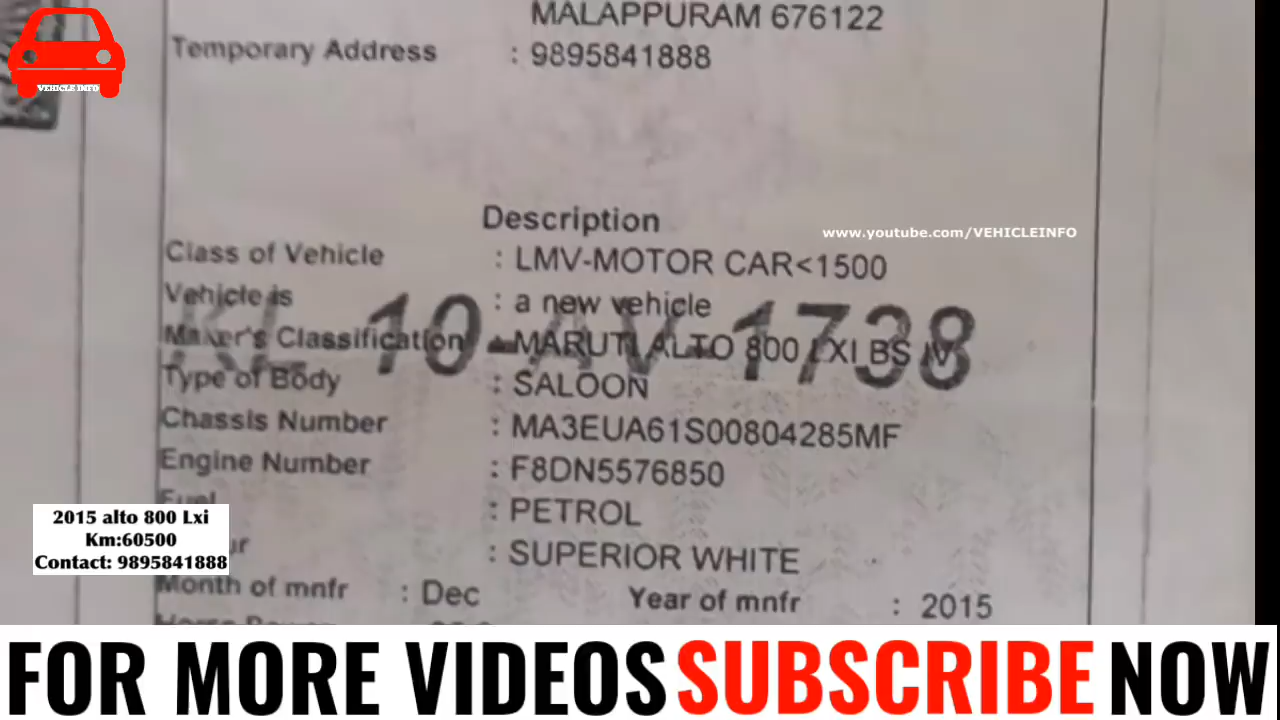 MALAPPURAM 676122
Temporary Address : 9895841888
VEHICLE INFO
Description
www.youtube.com/VEHICLEINFO
Class of Vehicle : LMV-MOTOR CAR<1500
Vehicle is : a new vehicle
KL 10 AV 1738
Maker's Classification : MARUTI ALTO 800 LXI BS IV
Type of Body : SALOON
Chassis Number : MA3EUA61S00804285MF
Engine Number : F8DN5576850
Fuel : PETROL
: SUPERIOR WHITE
2015 alto 800 Lxi
Km:60500
Contact: 9895841888
Month of mnfr : Dec Year of mnfr : 2015
FOR MORE VIDEOS SUBSCRIBE NOW